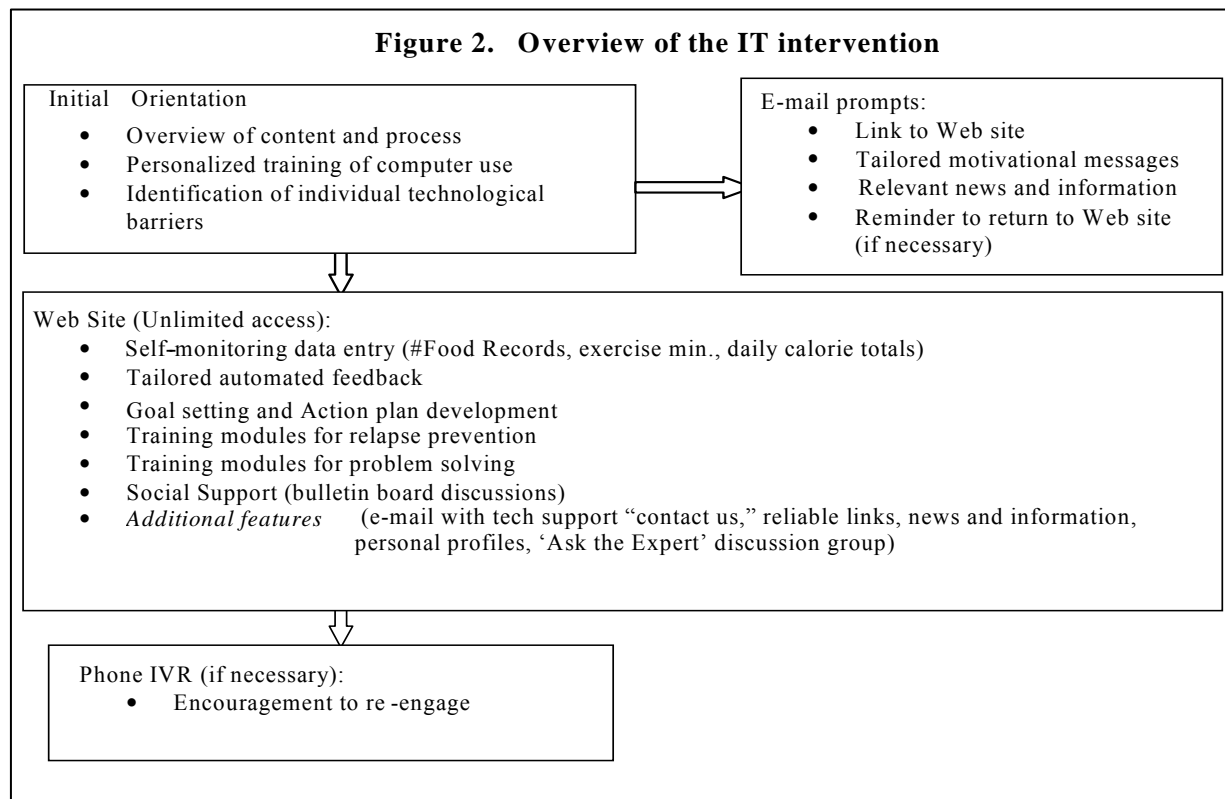 Figure 2. Overview of the IT intervention
Initial Orientation
• Overview of content and process
• Personalized training of computer use
• Identification of individual technological
barriers
E-mail prompts:
• Link to Web site
• Tailored motivational messages
• Relevant news and information
• Reminder to return to Web site
(if necessary)
Web Site (Unlimited access):
• Self-monitoring data entry (#Food Records, exercise min., daily calorie totals)
• Tailored automated feedback
• Goal setting and Action plan development
• Training modules for relapse prevention
• Training modules for problem solving
• Social Support (bulletin board discussions)
• Additional features (e-mail with tech support “contact us,” reliable links, news and information,
personal profiles, ‘Ask the Expert’ discussion group)
Phone IVR (if necessary):
• Encouragement to re -engage